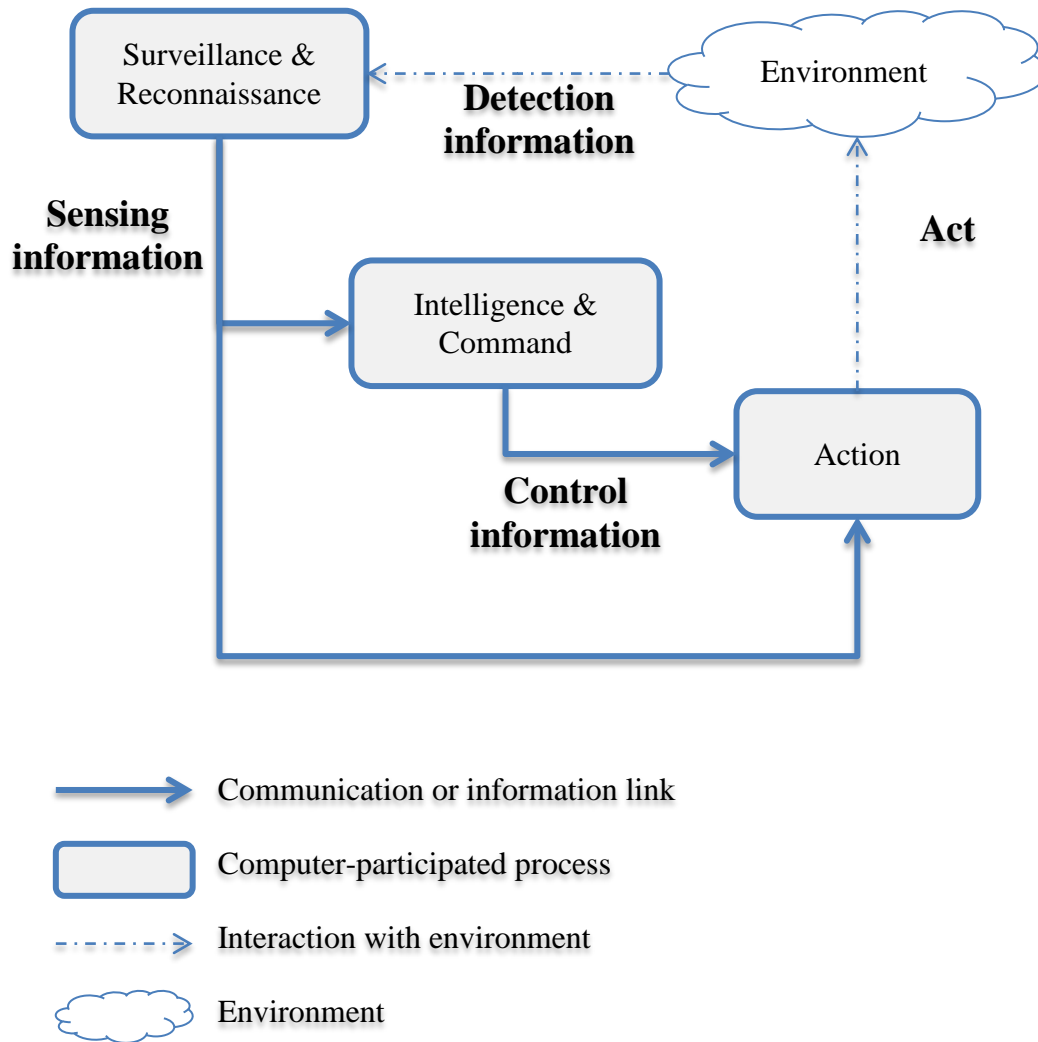 Surveillance &
Reconnaissance
Environment
Detection
information
Sensing
information
Act
Intelligence &
Command
Action
Control
information
Communication or information link
Computer-participated process
Interaction with environment
Environment